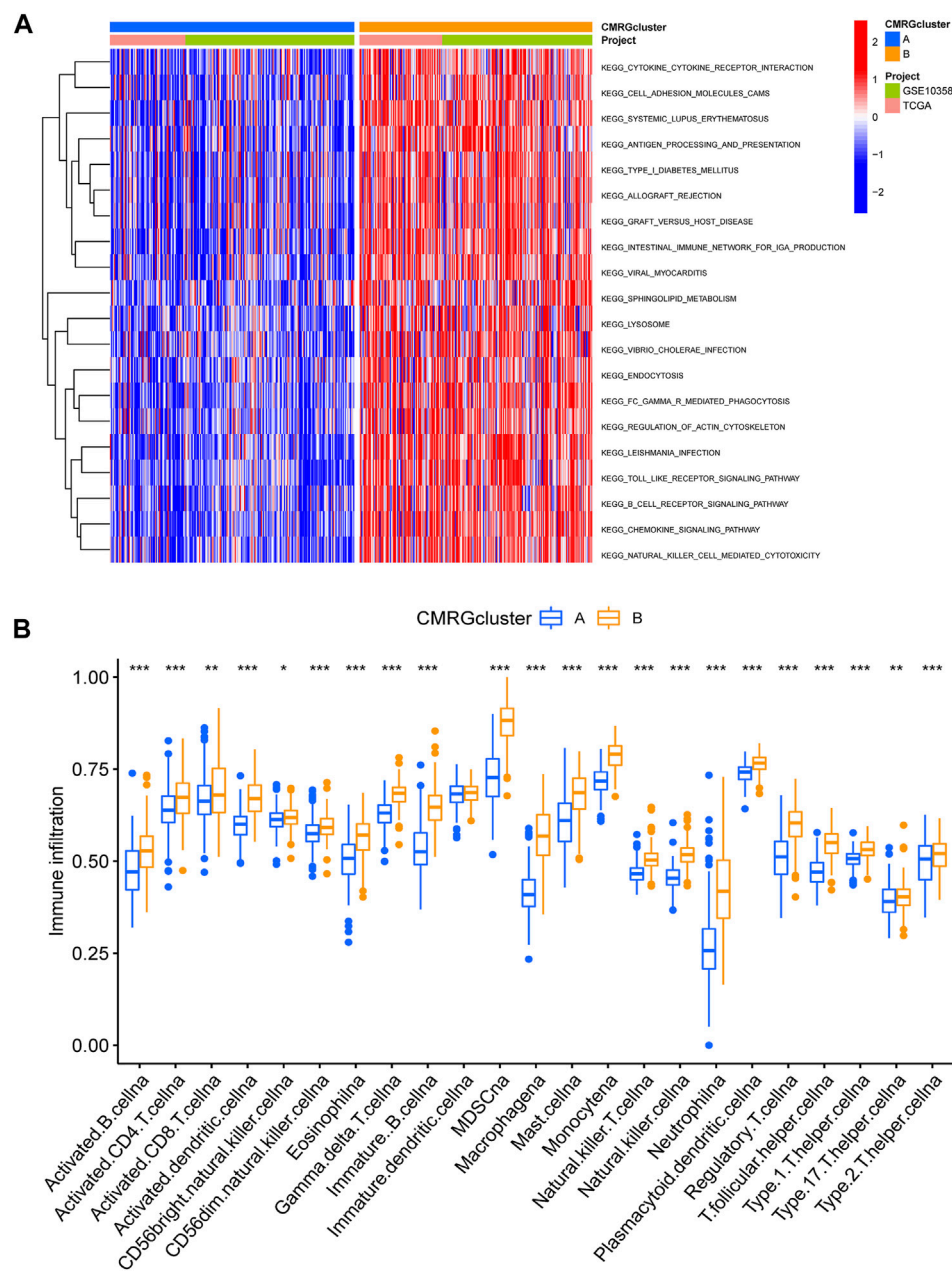 A
CMRGcluster
Project
KEGG_CYTOKINE_CYTOKINE_RECEPTOR_INTERACTION
KEGG_CELL_ADHESION_MOLECULES_CAMS
KEGG_SYSTEMIC_LUPUS_ERYTHEMATOSUS
KEGG_ANTIGEN_PROCESSING_AND_PRESENTATION
KEGG_TYPE_I_DIABETES_MELLITUS
KEGG_ALLOGRAFT_REJECTION
KEGG_GRAFT_VERSUS_HOST_DISEASE
KEGG_INTESTINAL_IMMUNE_NETWORK_FOR_IGA_PRODUCTION
KEGG_VIRAL_MYOCARDITIS
KEGG_SPHINGOLIPID_METABOLISM
KEGG_LYSOSOME
KEGG_VIBRIO_CHOLERAE_INFECTION
KEGG_ENDOCYTOSIS
KEGG_FC_GAMMA_R_MEDIATED_PHAGOCYTOSIS
KEGG_REGULATION_OF_ACTIN_CYTOSKELETON
KEGG_LEISHMANIA_INFECTION
KEGG_TOLL_LIKE_RECEPTOR_SIGNALING_PATHWAY
KEGG_B_CELL_RECEPTOR_SIGNALING_PATHWAY
KEGG_CHEMOKINE_SIGNALING_PATHWAY
KEGG_NATURAL_KILLER_CELL_MEDIATED_CYTOTOXICITY
2
1
0
−1
−2
CMRGcluster
A
B
Project
GSE10358
TCGA
B
CMRGcluster A B
*** *** ** *** * *** *** *** *** *** *** *** *** *** *** *** *** *** *** *** ** ***
Immune infiltration
1.00
0.75
0.50
0.25
0.00
Activated.B.cellna
Activated.CD4.T.cellna
Activated.CD8.T.cellna
Activated.dendritic.cellna
CD56bright.natural.killer.cellna
CD56dim.natural.killer.cellna
Eosinophilna
Gamma.delta.T.cellna
Immature..B.cellna
Immature.dendritic.cellna
MDSCna
Macrophagena
Mast.cellna
Monocytena
Natural.killer.T.cellna
Natural.killer.cellna
Neutrophilna
Plasmacytoid.dendritic.cellna
Regulatory.T.cellna
T.follicular.helper.cellna
Type.1.T.helper.cellna
Type.17.T.helper.cellna
Type.2.T.helper.cellna